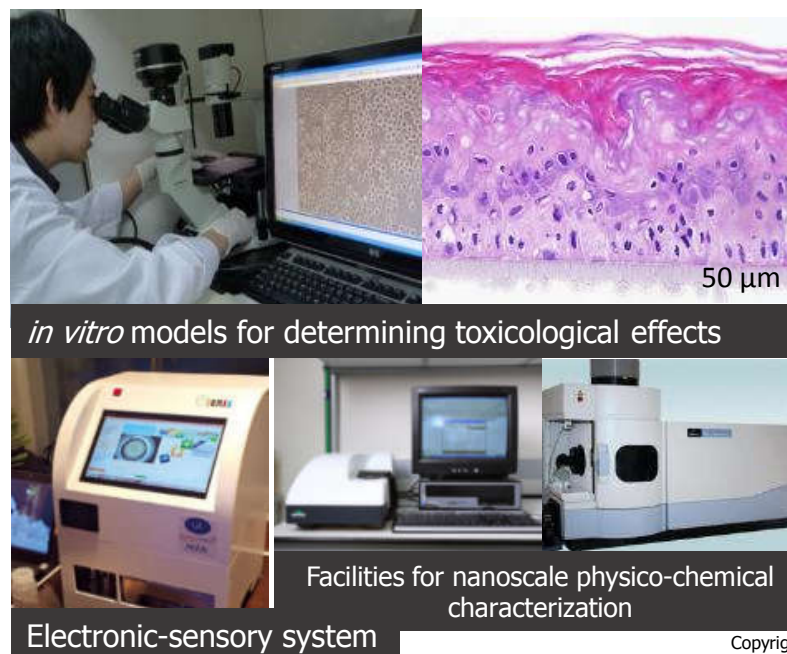 50 µm
in vitro models for determining toxicological effects
Facilities for nanoscale physico-chemical
characterization
Electronic-sensory system
Copyrig